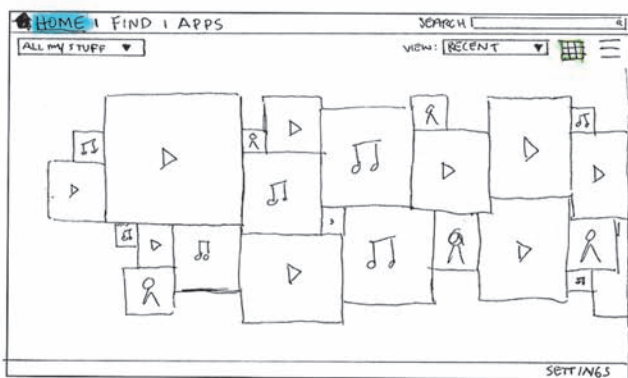 HOME | FIND | APPS SEARCH
ALL MY STUFF VIEW: RECENT
SETTINGS